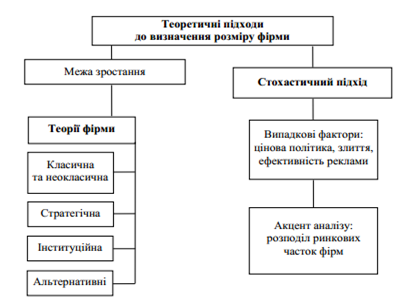 Теоретичні підходи
до визначення розміру фірми
Межа зростання
Теорії фірми
Класична
та неокласична
Стратегічна
Інституційна
Альтернативні
Стохастичний підхід
Випадкові фактори:
цінова політика, злиття,
ефективність реклами
Акцент аналізу:
розподіл ринкових
часток фірм